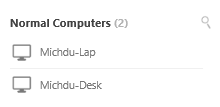 Normal Computers (2)
Michdu-Lap
Michdu-Desk